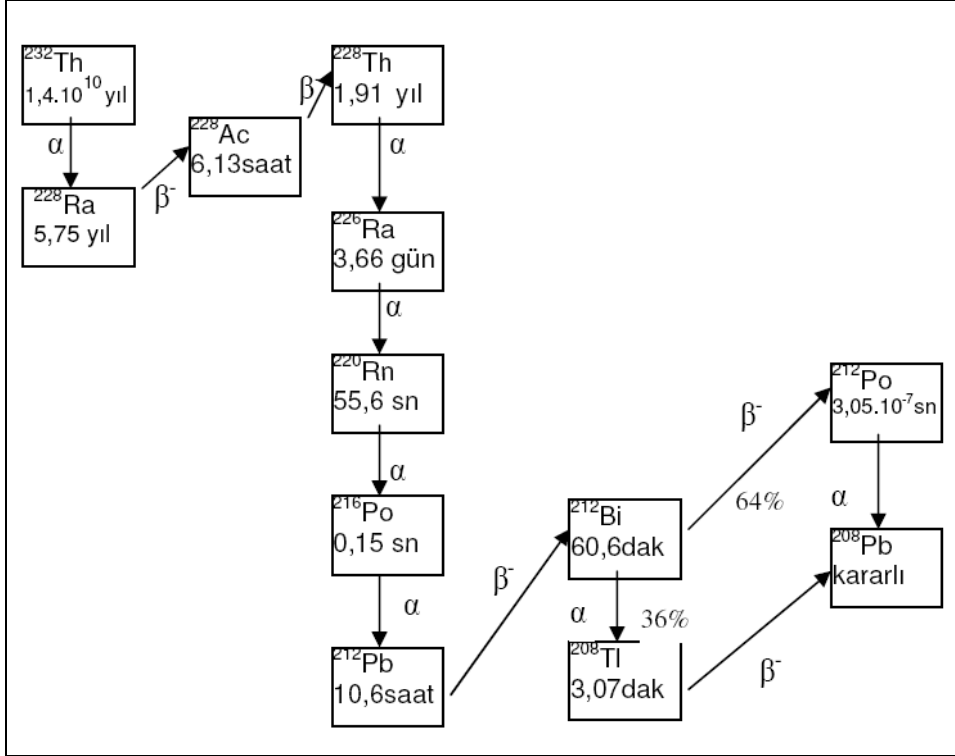 ²³²Th
1,4.10¹⁰ yıl
α
²²⁸Ra
5,75 yıl
β⁻
²²⁸Ac
6,13saat
β⁻
²²⁸Th
1,91 yıl
α
²²⁶Ra
3,66 gün
α
²²⁰Rn
55,6 sn
α
²¹⁶Po
0,15 sn
α
²¹²Pb
10,6saat
β⁻
²¹²Bi
60,6dak
α 36%
²⁰⁸Tl
3,07dak
β⁻
β⁻
64%
²¹²Po
3,05.10⁻⁷sn
α
²⁰⁸Pb
kararlı